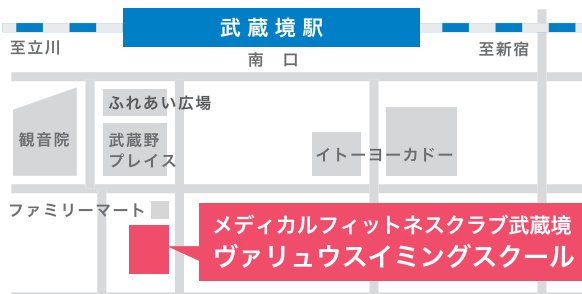 武蔵境駅
至立川
南　口
至新宿
ふれあい広場
観音院
武蔵野
プレイス
イトーヨーカドー
ファミリーマート
メディカルフィットネスクラブ武蔵境
ヴァリュウスイミングスクール